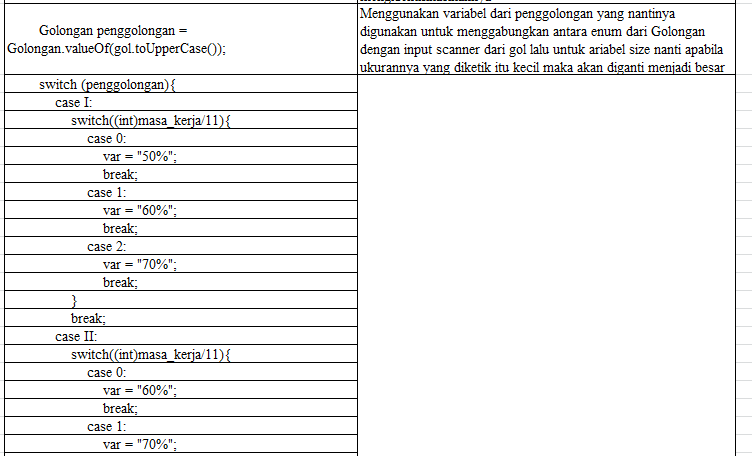 Golongan penggolongan =
Golongan.valueOf(gol.toUpperCase());
Menggunakan variabel dari penggolongan yang nantinya
digunakan untuk menggabungkan antara enum dari Golongan
dengan input scanner dari gol lalu untuk ariabel size nanti apabila
ukurannya yang diketik itu kecil maka akan diganti menjadi besar
switch (penggolongan){
case I:
switch((int)masa_kerja/11){
case 0:
var = "50%";
break;
case 1:
var = "60%";
break;
case 2:
var = "70%";
break;
}
break;
case II:
switch((int)masa_kerja/11){
case 0:
var = "60%";
break;
case 1:
var = "70%";